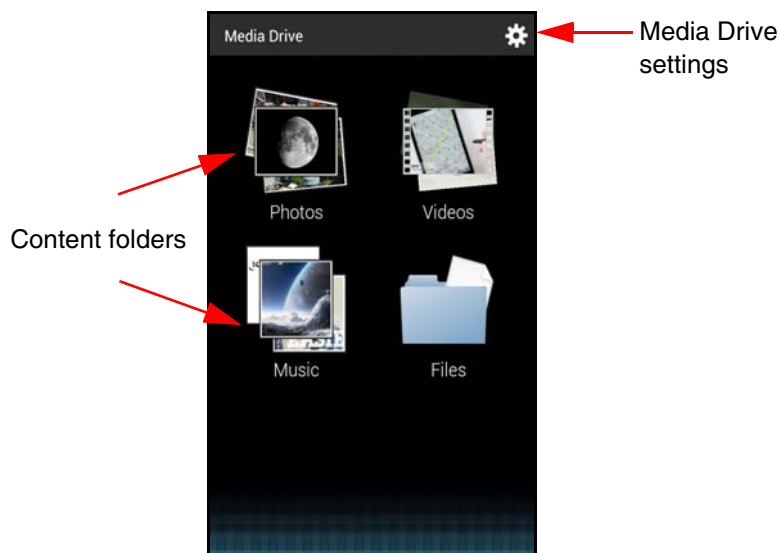 Media Drive
Media Drive
settings
Photos
Videos
Content folders
Music
Files